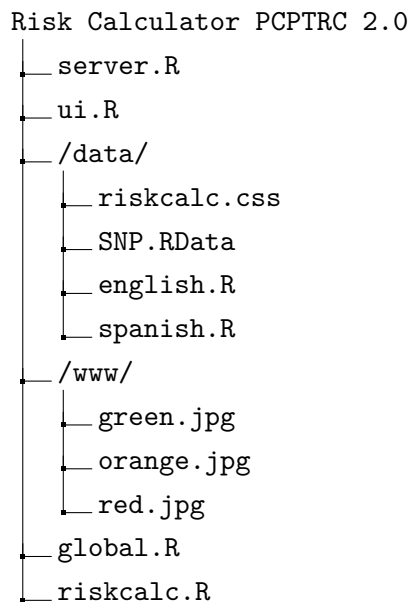 Risk Calculator PCPTRC 2.0
server.R
ui.R
/data/
riskcalc.css
SNP.RData
english.R
spanish.R
/www/
green.jpg
orange.jpg
red.jpg
global.R
riskcalc.R